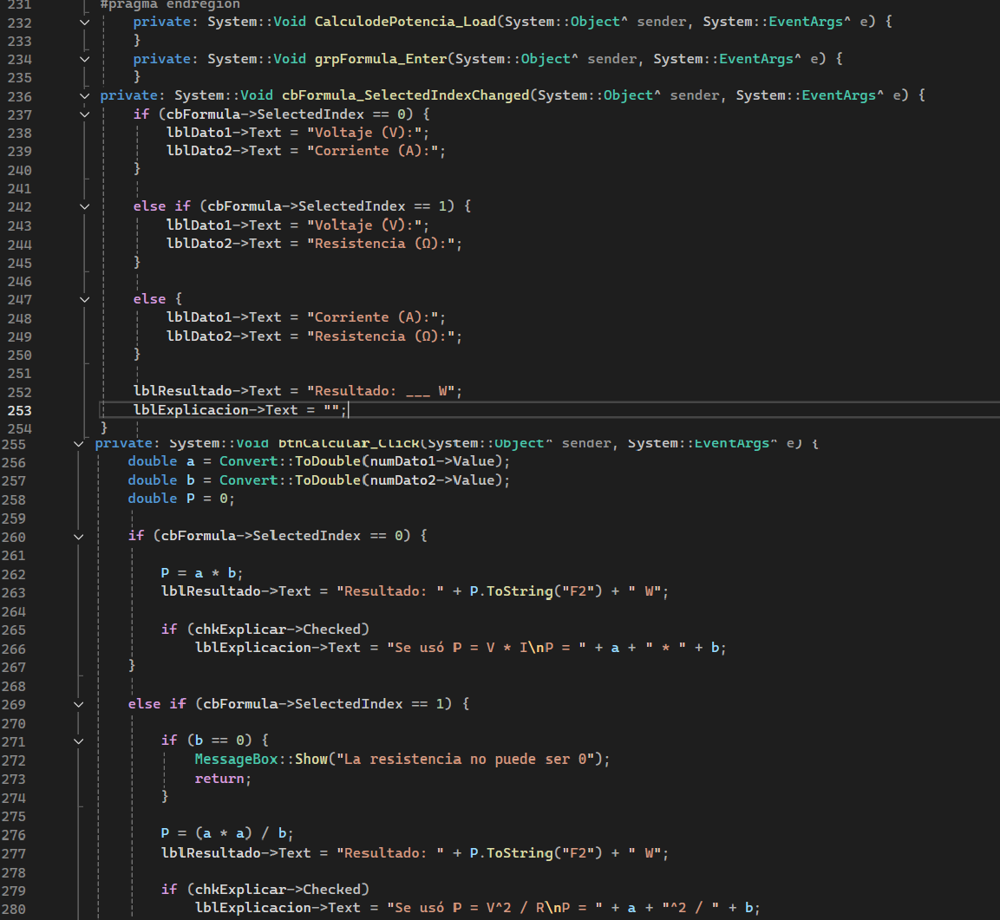 231 #pragma endregion
232 private: System::Void CalculodePotencia_Load(System::Object^ sender, System::EventArgs^ e) {
233 }
234 private: System::Void grpFormula_Enter(System::Object^ sender, System::EventArgs^ e) {
235 }
236 private: System::Void cbFormula_SelectedIndexChanged(System::Object^ sender, System::EventArgs^ e) {
237 if (cbFormula->SelectedIndex == 0) {
238 lblDato1->Text = "Voltaje (V):";
239 lblDato2->Text = "Corriente (A):";
240 }
241
242 else if (cbFormula->SelectedIndex == 1) {
243 lblDato1->Text = "Voltaje (V):";
244 lblDato2->Text = "Resistencia (Ω):";
245 }
246
247 else {
248 lblDato1->Text = "Corriente (A):";
249 lblDato2->Text = "Resistencia (Ω):";
250 }
251
252 lblResultado->Text = "Resultado: ___ W";
253 lblExplicacion->Text = "";
254 }
255 private: System::Void btnCalcular_Click(System::Object^ sender, System::EventArgs^ e) {
256 double a = Convert::ToDouble(numDato1->Value);
257 double b = Convert::ToDouble(numDato2->Value);
258 double P = 0;
259
260 if (cbFormula->SelectedIndex == 0) {
261
262 P = a * b;
263 lblResultado->Text = "Resultado: " + P.ToString("F2") + " W";
264
265 if (chkExplicar->Checked)
266 lblExplicacion->Text = "Se usó P = V * I\nP = " + a + " * " + b;
267 }
268
269 else if (cbFormula->SelectedIndex == 1) {
270
271 if (b == 0) {
272 MessageBox::Show("La resistencia no puede ser 0");
273 return;
274 }
275
276 P = (a * a) / b;
277 lblResultado->Text = "Resultado: " + P.ToString("F2") + " W";
278
279 if (chkExplicar->Checked)
280 lblExplicacion->Text = "Se usó P = V^2 / R\nP = " + a + "^2 / " + b;